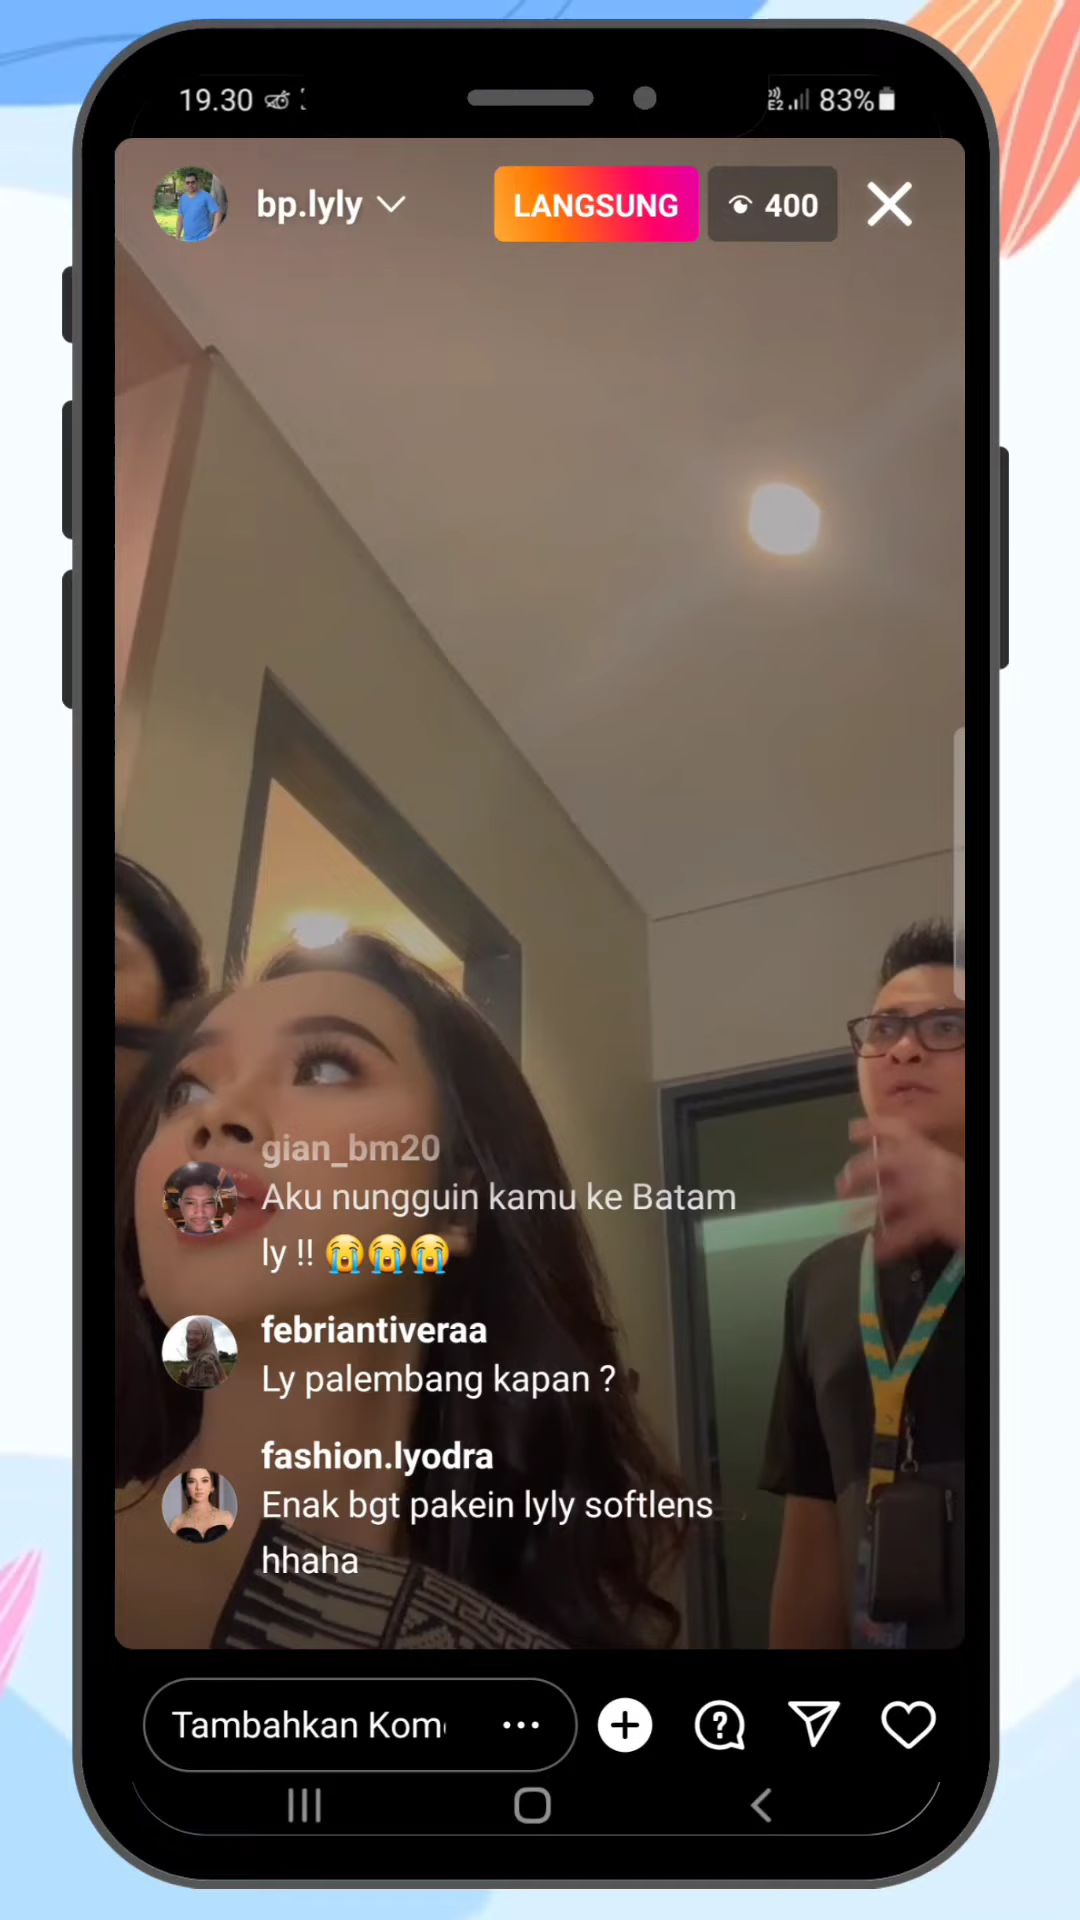 19.30
83%
bp.lyly
LANGSUNG
400
gian_bm20
Aku nungguin kamu ke Batam
ly !! 😭😭😭
febriantiveraa
Ly palembang kapan ?
fashion.lyodra
Enak bgt pakein lyly softlens
hhaha
Tambahkan Kom